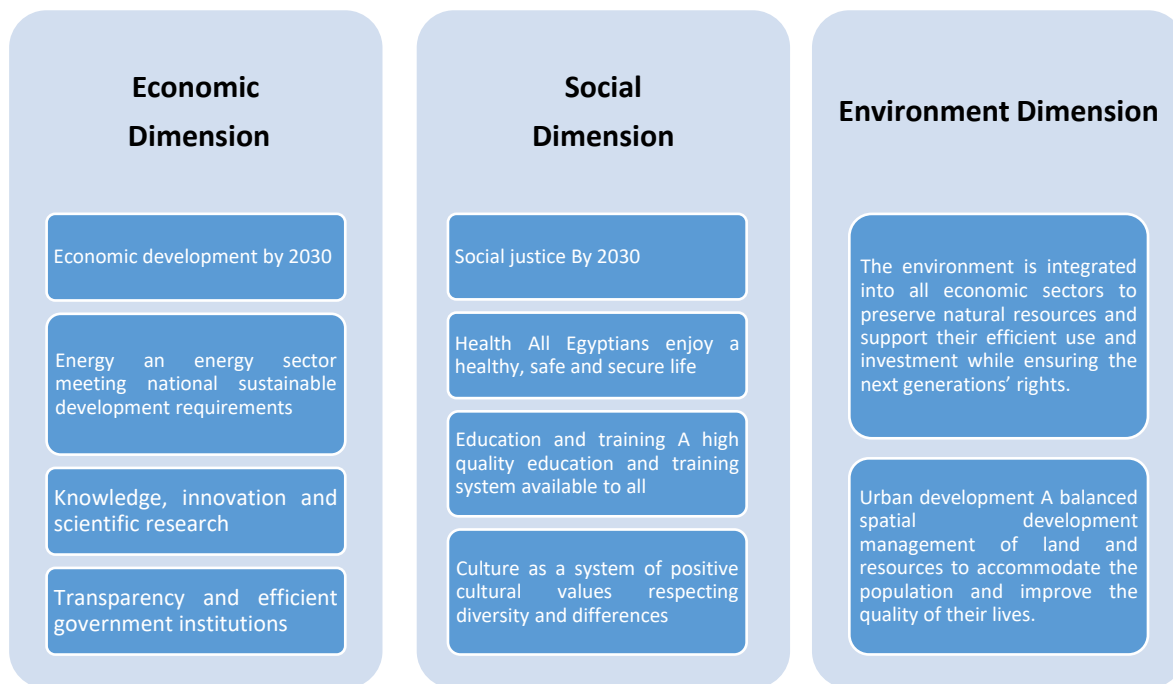 Economic
Dimension
Economic development by 2030
Energy an energy sector
meeting national sustainable
development requirements
Knowledge, innovation and
scientific research
Transparency and efficient
government institutions
Social
Dimension
Social justice By 2030
Health All Egyptians enjoy a
healthy, safe and secure life
Education and training A high
quality education and training
system available to all
Culture as a system of positive
cultural values respecting
diversity and differences
Environment Dimension
The environment is integrated
into all economic sectors to
preserve natural resources and
support their efficient use and
investment while ensuring the
next generations’ rights.
Urban development A balanced
spatial development
management of land and
resources to accommodate the
population and improve the
quality of their lives.